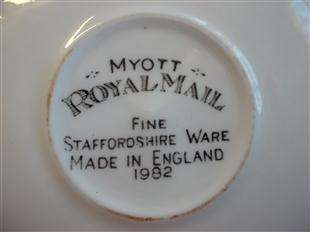 MYOTT
ROYAL MAIL
FINE
STAFFORDSHIRE WARE
MADE IN ENGLAND
1982